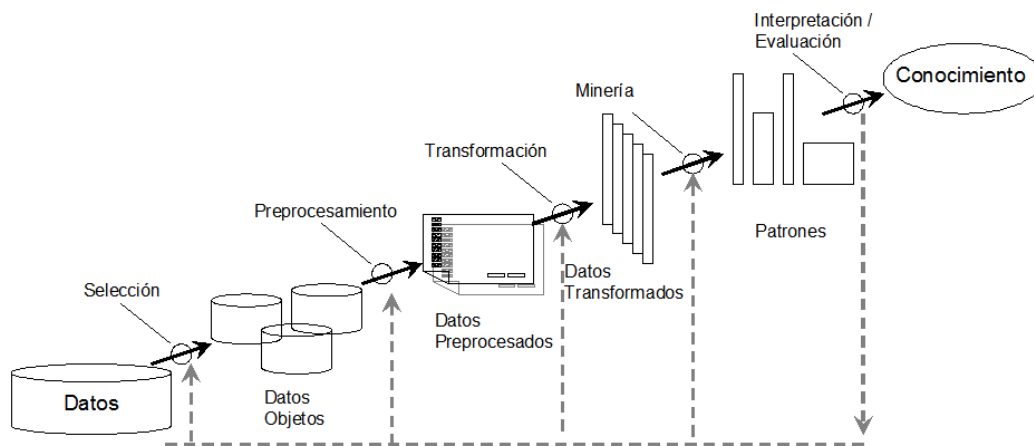 Interpretación /
Evaluación
Conocimiento
Minería
Transformación
Patrones
Preprocesamiento
Datos
Transformados
Selección
Datos
Preprocesados
Datos
Datos
Objetos